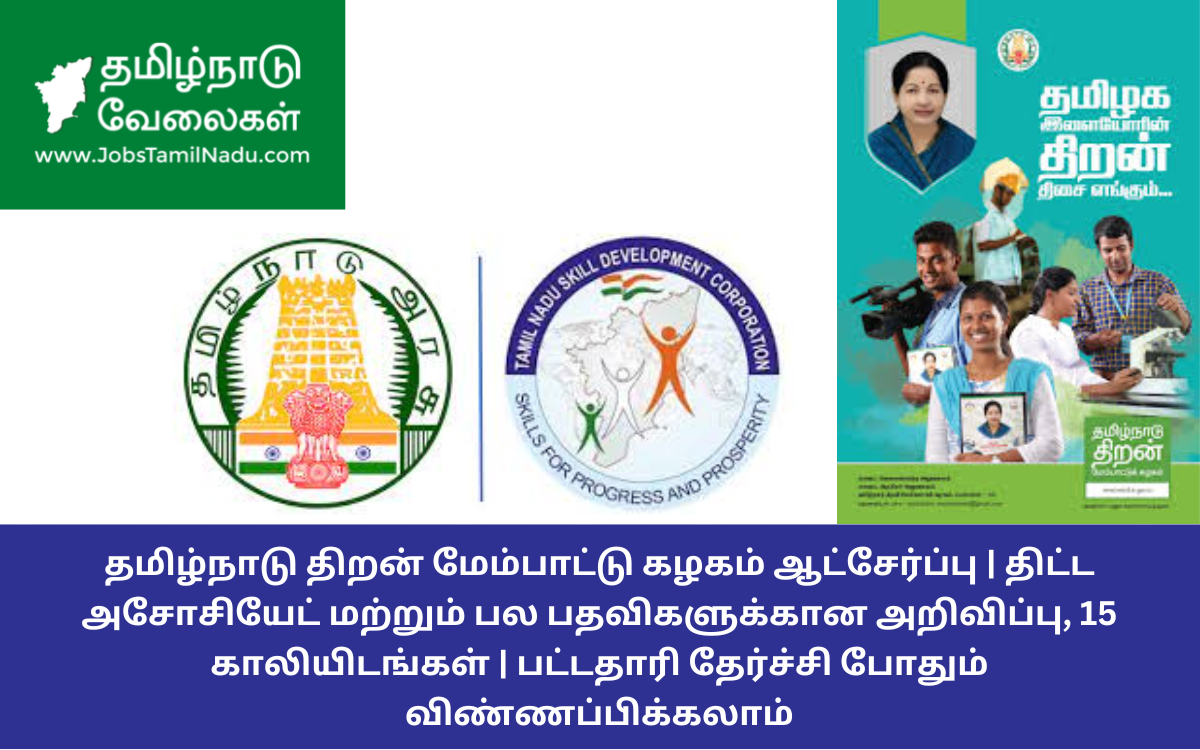 தமிழ்நாடு
வேலைகள்
www.JobsTamilNadu.com
தமிழ்நாடு அரசு
TAMIL NADU SKILL DEVELOPMENT CORPORATION
SKILLS FOR PROGRESS AND PROSPERITY
தமிழக
இளையோரின்
திறன்
திசை எங்கும்...
தமிழ்நாடு
திறன்
மேம்பாட்டுக் கழகம்
தமிழ்நாடு திறன் மேம்பாட்டு கழகம் ஆட்சேர்ப்பு | திட்ட
அசோசியேட் மற்றும் பல பதவிகளுக்கான அறிவிப்பு, 15
காலியிடங்கள் | பட்டதாரி தேர்ச்சி போதும்
விண்ணப்பிக்கலாம்